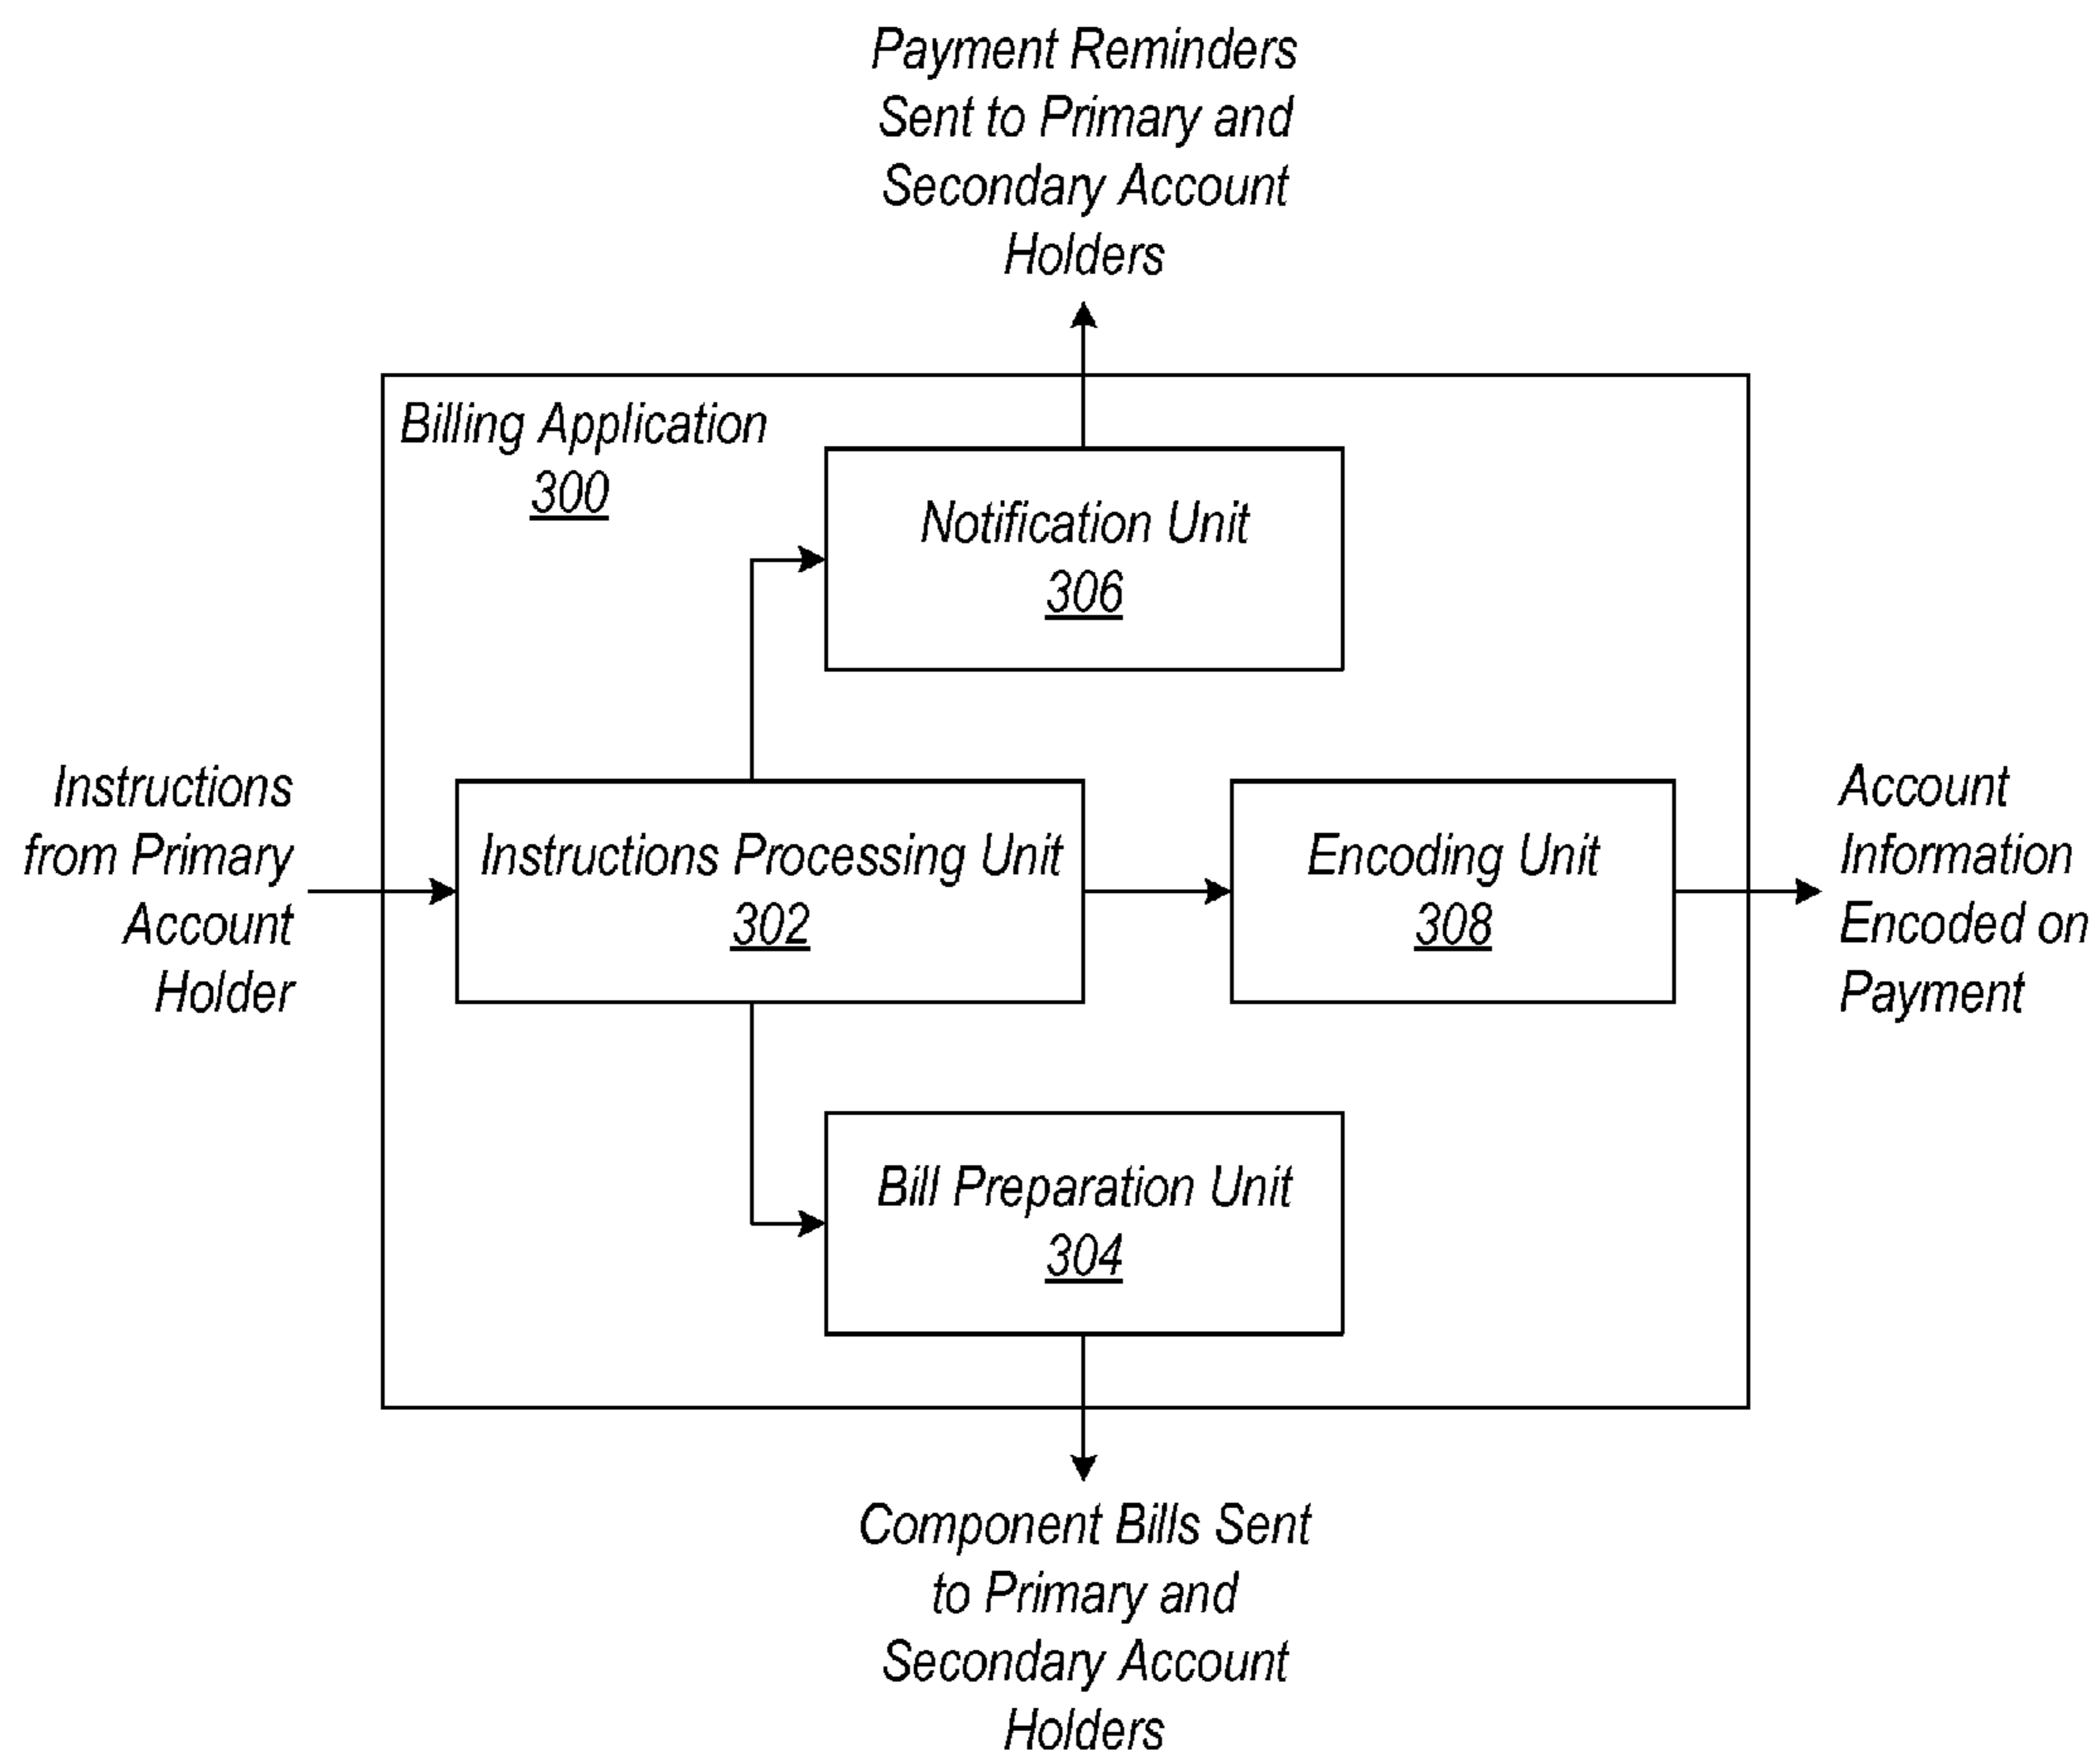 Payment Reminders
Sent to Primary and
Secondary Account
Holders
Billing Application
300
Notification Unit
306
Instructions
from Primary
Account
Holder
Instructions Processing Unit
302
Encoding Unit
308
Account
Information
Encoded on
Payment
Bill Preparation Unit
304
Component Bills Sent
to Primary and
Secondary Account
Holders